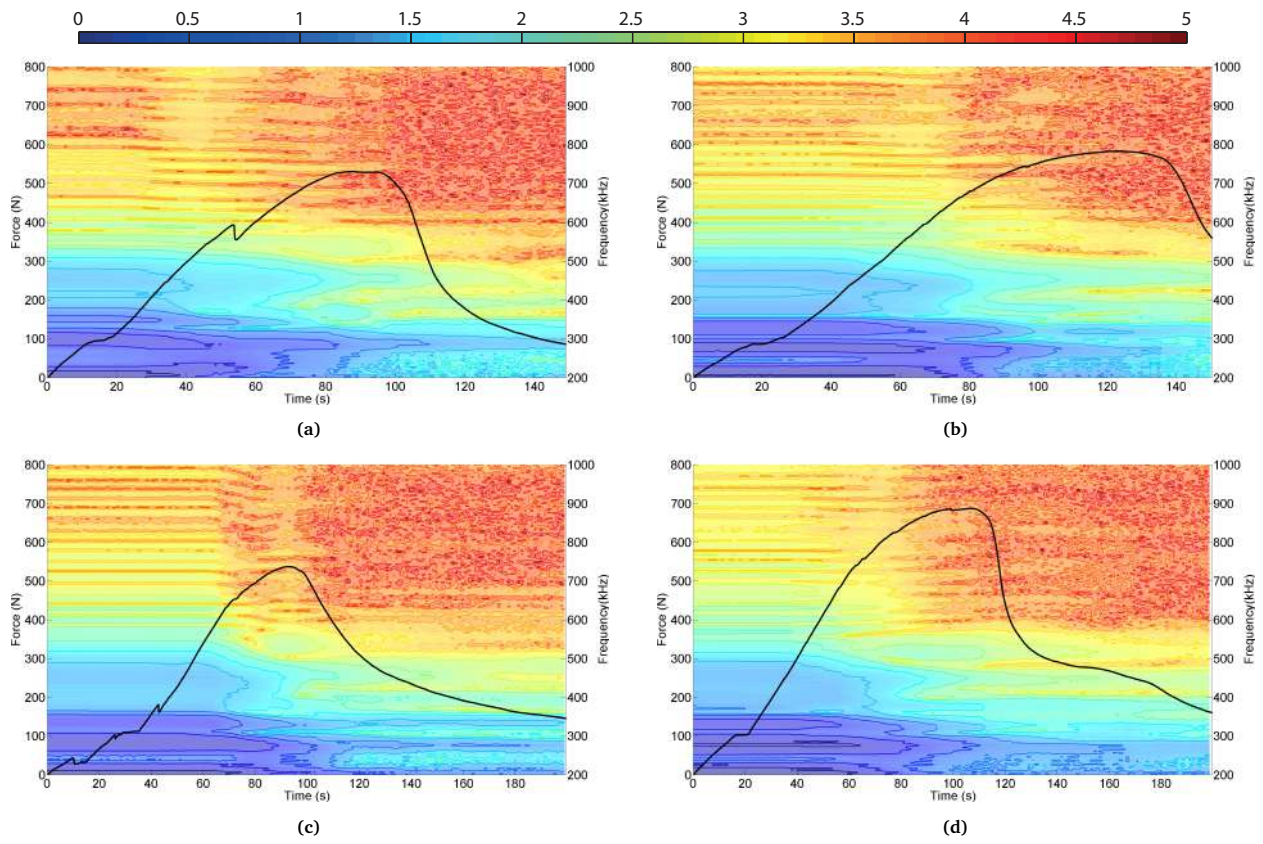 0 0.5 1 1.5 2 2.5 3 3.5 4 4.5 5
800 700 600 500 400 300 200 100 0
Force (N)
1000 900 800 700 600 500 400 300 200
Frequency(kHz)
0 20 40 60 80 100 120 140
Time (s)
(a)
800 700 600 500 400 300 200 100 0
Force (N)
1000 900 800 700 600 500 400 300 200
Frequency(kHz)
0 20 40 60 80 100 120 140
Time (s)
(b)
800 700 600 500 400 300 200 100 0
Force (N)
1000 900 800 700 600 500 400 300 200
Frequency(kHz)
0 20 40 60 80 100 120 140 160 180
Time (s)
(c)
800 700 600 500 400 300 200 100 0
Force (N)
1000 900 800 700 600 500 400 300 200
Frequency(kHz)
0 20 40 60 80 100 120 140 160 180
Time (s)
(d)